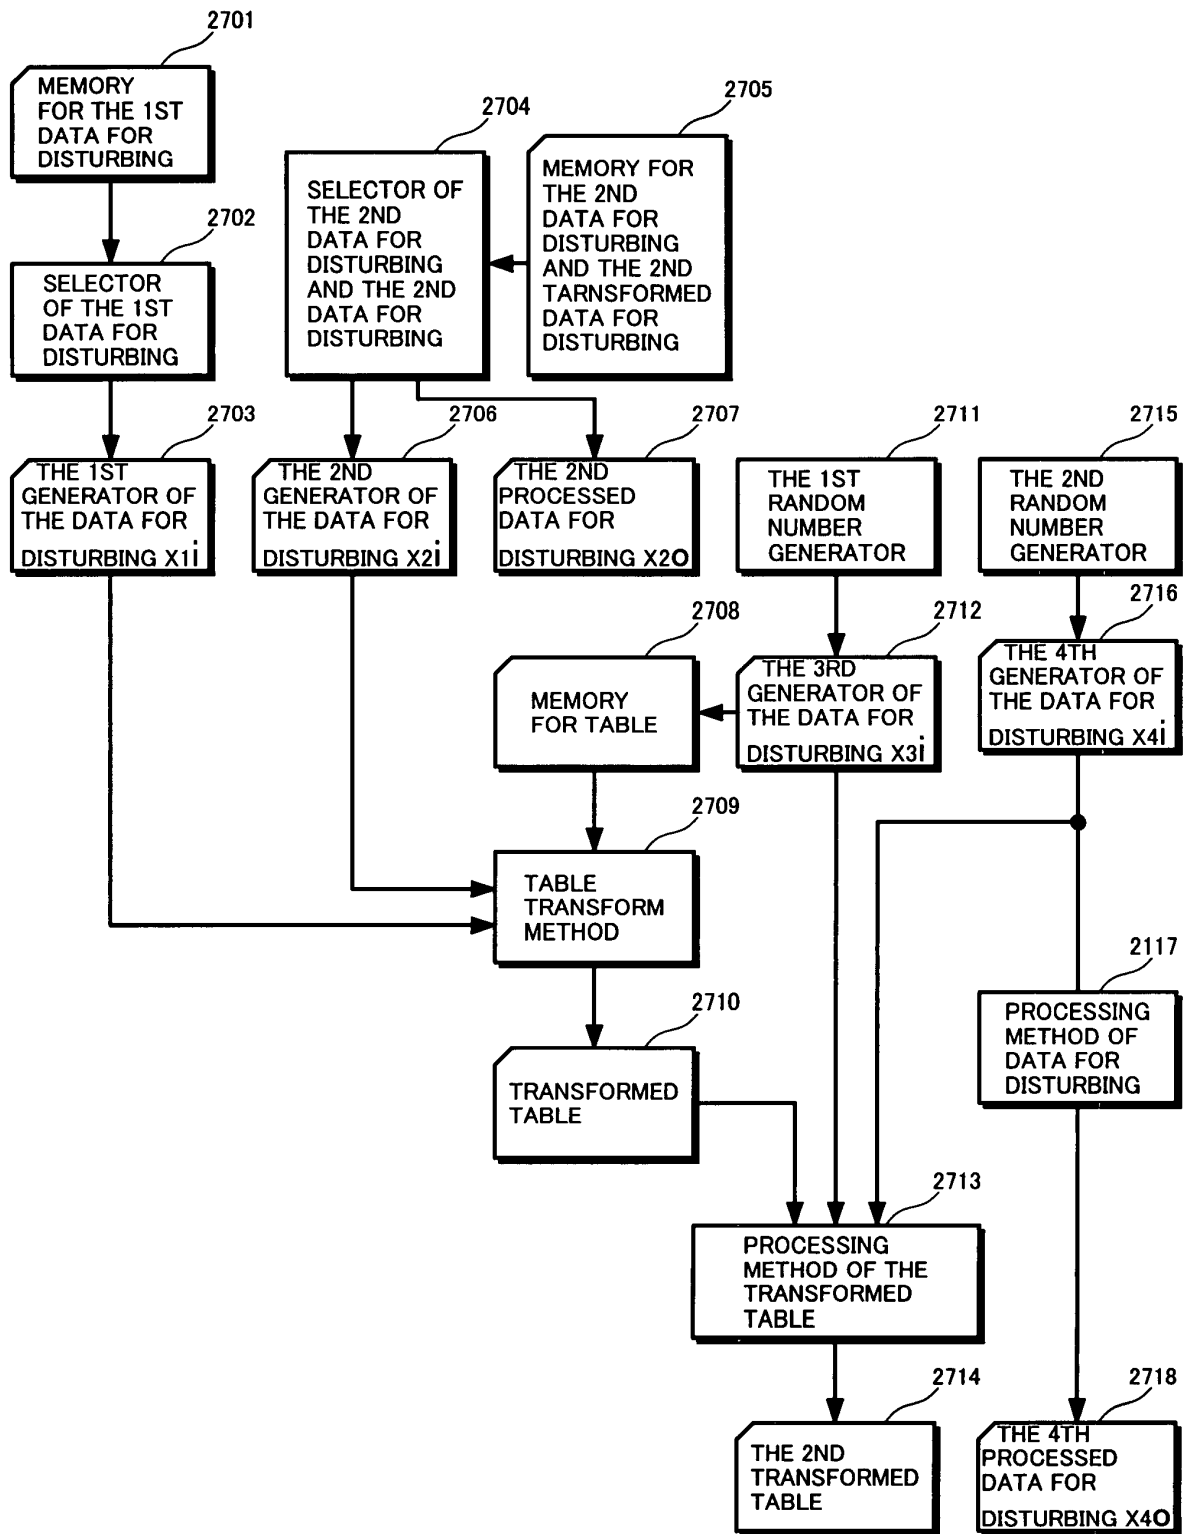 2701
MEMORY
FOR THE 1ST
DATA FOR
DISTURBING
2702
SELECTOR
OF THE 1ST
DATA FOR
DISTURBING
2704
SELECTOR OF
THE 2ND
DATA FOR
DISTURBING
AND THE 2ND
DATA FOR
DISTURBING
2705
MEMORY FOR
THE 2ND
DATA FOR
DISTURBING
AND THE 2ND
TARNSFORMED
DATA FOR
DISTURBING
2703
THE 1ST
GENERATOR OF
THE DATA FOR
DISTURBING X1i
2706
THE 2ND
GENERATOR OF
THE DATA FOR
DISTURBING X2i
2707
THE 2ND
PROCESSED
DATA FOR
DISTURBING X2O
2711
THE 1ST
RANDOM
NUMBER
GENERATOR
2715
THE 2ND
RANDOM
NUMBER
GENERATOR
2708
MEMORY
FOR TABLE
2712
THE 3RD
GENERATOR OF
THE DATA FOR
DISTURBING X3i
2716
THE 4TH
GENERATOR OF
THE DATA FOR
DISTURBING X4i
2709
TABLE
TRANSFORM
METHOD
2117
PROCESSING
METHOD OF
DATA FOR
DISTURBING
2710
TRANSFORMED
TABLE
2713
PROCESSING
METHOD OF THE
TRANSFORMED
TABLE
2714
THE 2ND
TRANSFORMED
TABLE
2718
THE 4TH
PROCESSED
DATA FOR
DISTURBING X4O